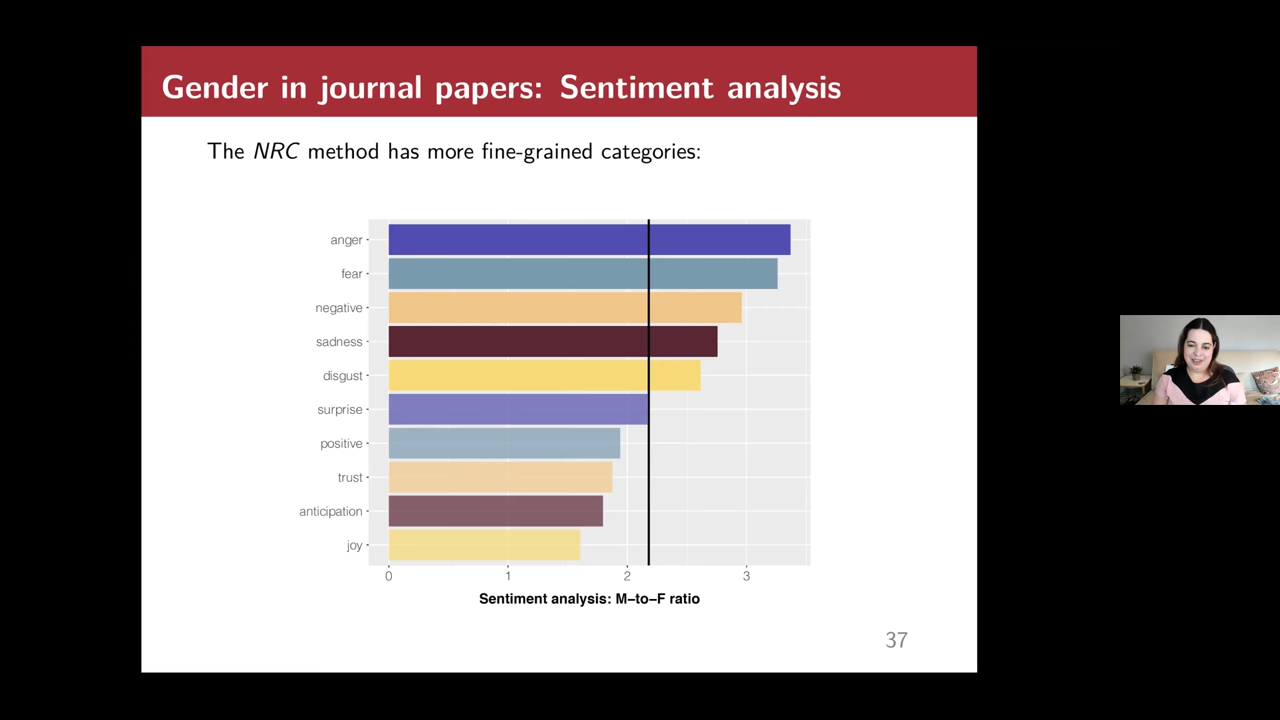 Gender in journal papers: Sentiment analysis
The NRC method has more fine-grained categories:
anger
fear
negative
sadness
disgust
surprise
positive
trust
anticipation
joy
0 1 2 3
Sentiment analysis: M–to–F ratio
37